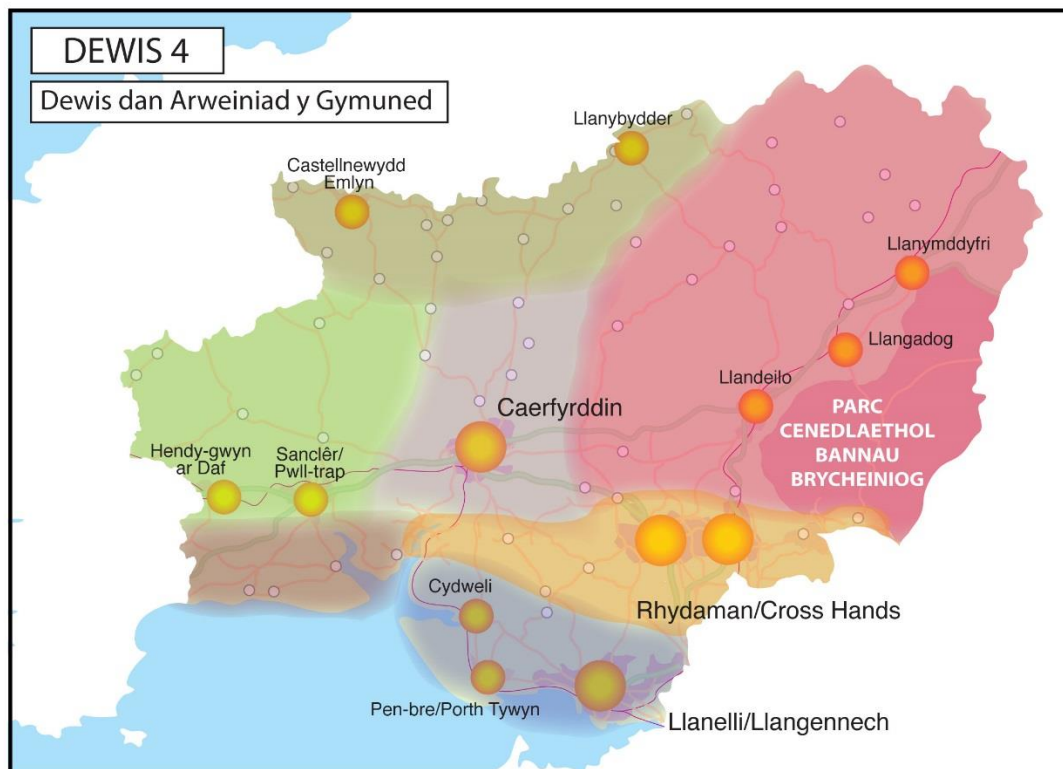 DEWIS 4
Dewis dan Arweiniad y Gymuned
Llanybydder
Castellnewydd
Emlyn
Llanymddyfri
Llangadog
Llandeilo
Caerfyrddin
PARC
CENEDLAETHOL
BANNAU
BRYCHEINIOG
Hendy-gwyn
ar Daf
Sanclêr/
Pwll-trap
Cydweli
Rhydaman/Cross Hands
Pen-bre/Porth Tywyn
Llanelli/Llangennech